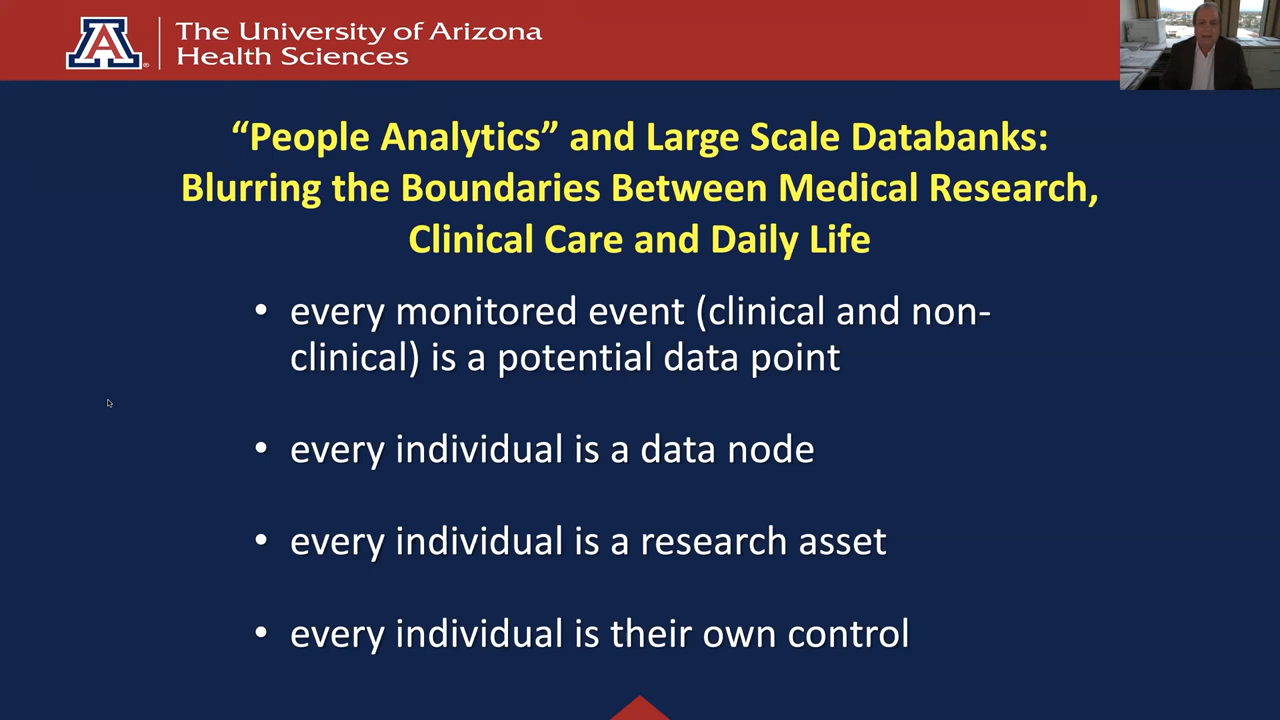 A
The University of Arizona
Health Sciences
“People Analytics” and Large Scale Databanks:
Blurring the Boundaries Between Medical Research,
Clinical Care and Daily Life
• every monitored event (clinical and non-
clinical) is a potential data point
• every individual is a data node
• every individual is a research asset
• every individual is their own control